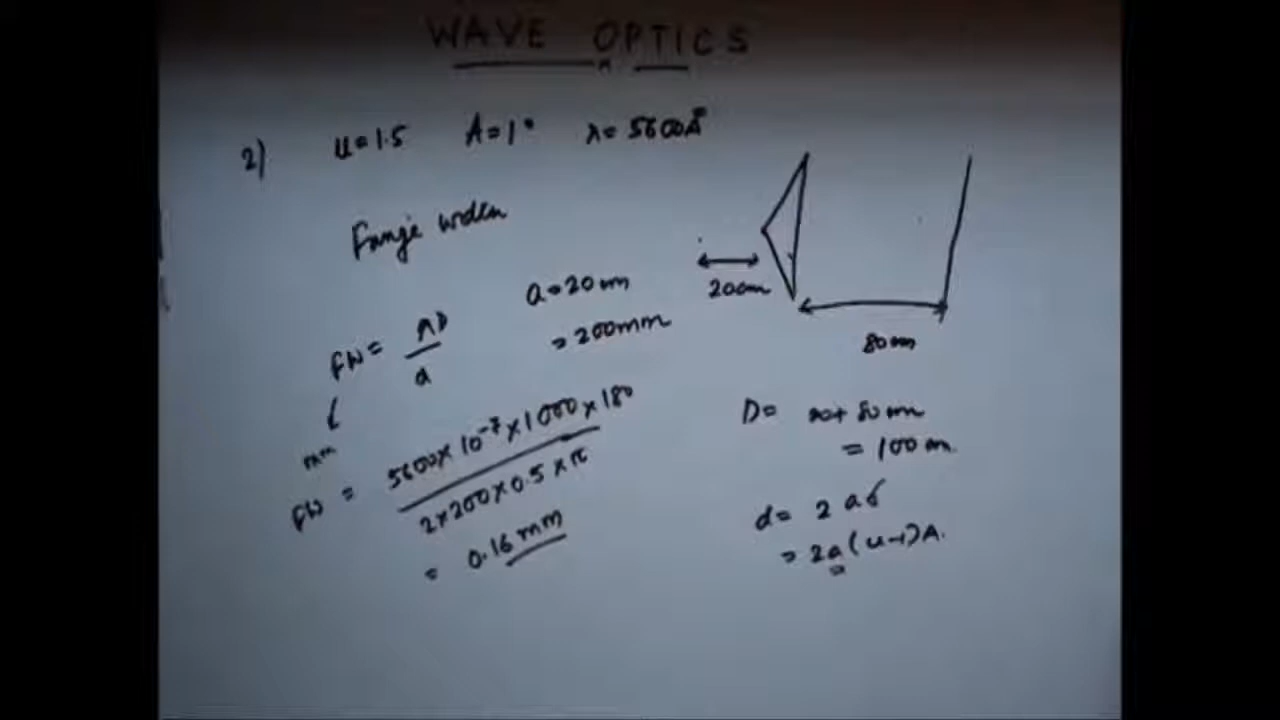 WAVE OPTICS
2) u=1.5 A=1° λ=5600Å
Fringe width
a=20cm
=200mm
20cm
80cm
FW= λD/a
mm
FW = 5600×10⁻⁷×1000×180 / 2×200×0.5×π
= 0.16mm
D= 20+80cm
= 100cm
d= 2aδ
= 2a(u-1)A.